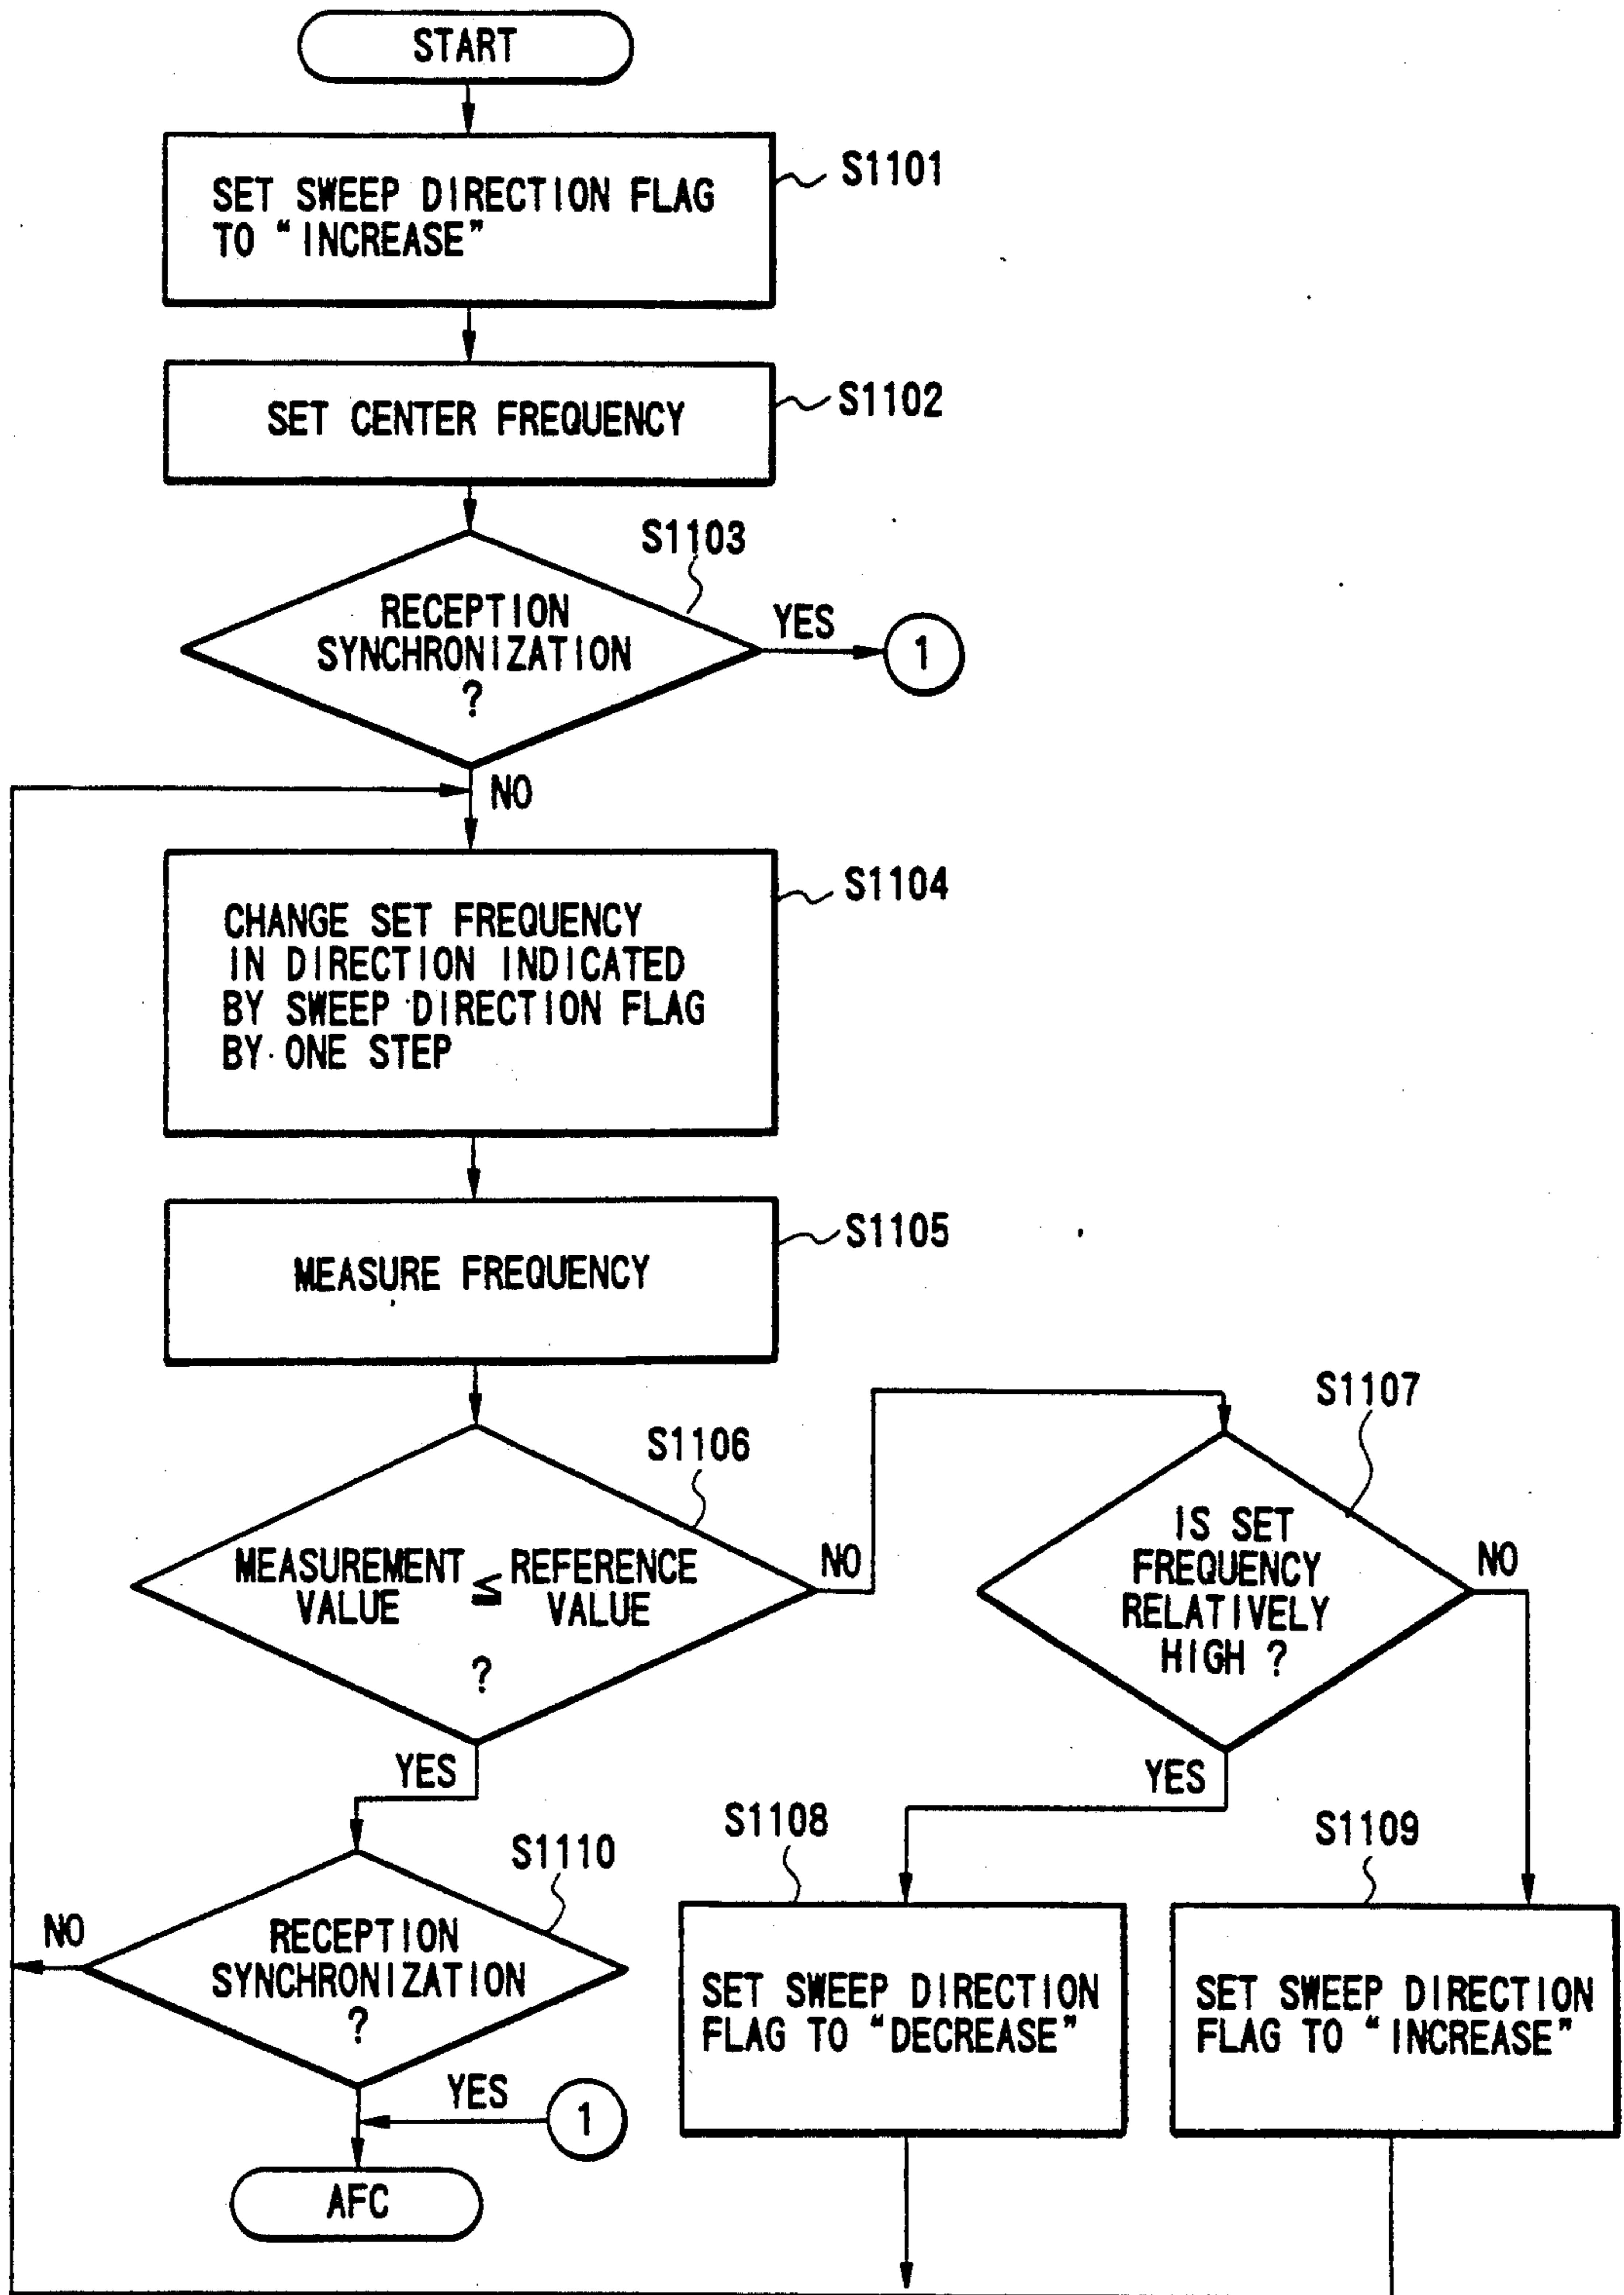 START
SET SWEEP DIRECTION FLAG
TO "INCREASE"
S1101
SET CENTER FREQUENCY
S1102
S1103
RECEPTION
SYNCHRONIZATION
?
YES
1
NO
S1104
CHANGE SET FREQUENCY
IN DIRECTION INDICATED
BY SWEEP DIRECTION FLAG
BY ONE STEP
S1105
MEASURE FREQUENCY
S1106
MEASUREMENT
VALUE
≦
REFERENCE
VALUE
?
NO
YES
S1107
IS SET
FREQUENCY
RELATIVELY
HIGH ?
NO
YES
S1108
SET SWEEP DIRECTION
FLAG TO "DECREASE"
S1109
SET SWEEP DIRECTION
FLAG TO "INCREASE"
S1110
RECEPTION
SYNCHRONIZATION
?
NO
YES
1
AFC